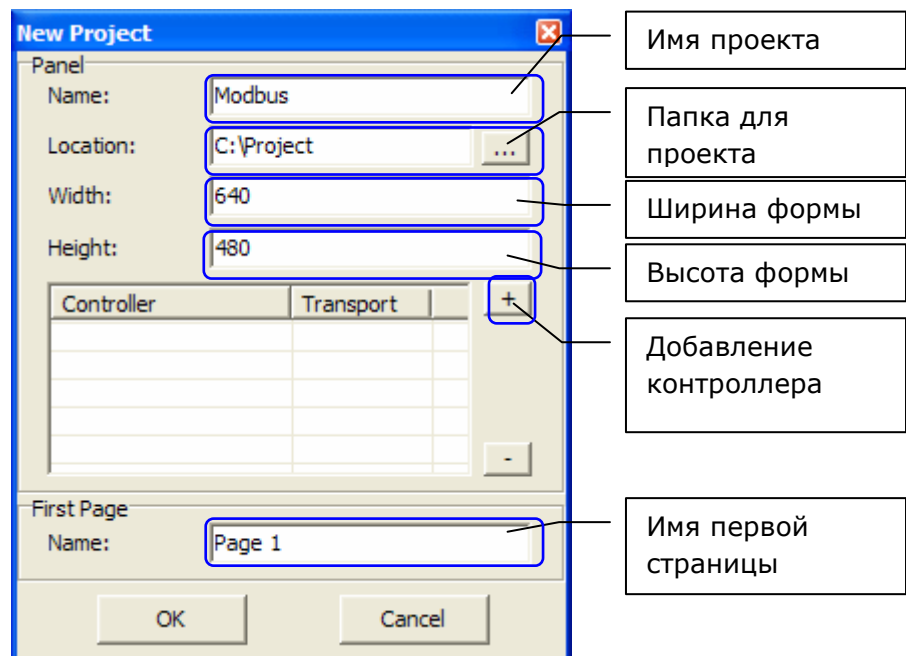 New Project
Panel
Name:
Modbus
Имя проекта
Location:
C:\Project
...
Папка для
проекта
Width:
640
Ширина формы
Height:
480
Высота формы
Controller
Transport
+
Добавление
контроллера
-
First Page
Name:
Page 1
Имя первой
страницы
OK
Cancel